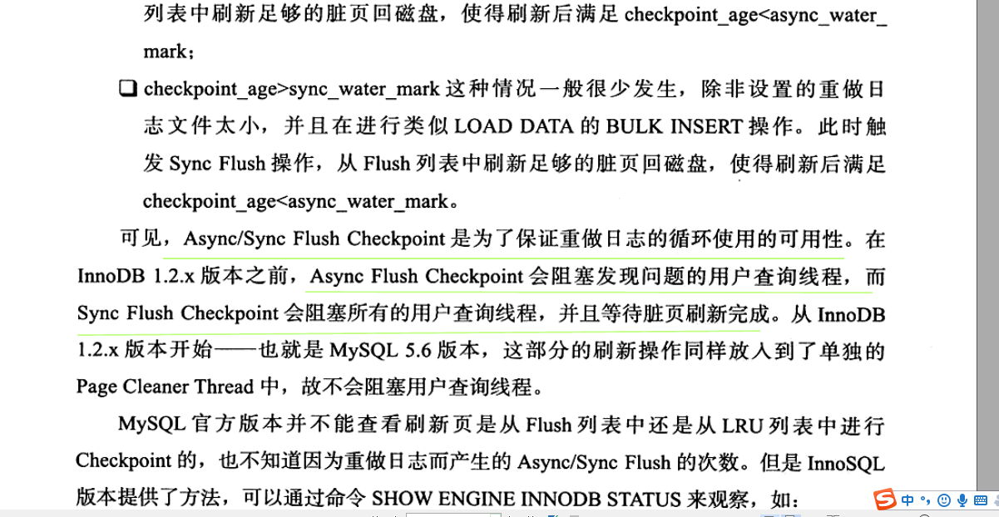 列表中刷新足够的脏页回磁盘，使得刷新后满足 checkpoint_age<async_water_
mark；
checkpoint_age>sync_water_mark 这种情况一般很少发生，除非设置的重做日
志文件太小，并且在进行类似 LOAD DATA 的 BULK INSERT 操作。此时触
发 Sync Flush 操作，从 Flush 列表中刷新足够的脏页回磁盘，使得刷新后满足
checkpoint_age<async_water_mark。
可见，Async/Sync Flush Checkpoint 是为了保证重做日志的循环使用的可用性。在
InnoDB 1.2.x 版本之前，Async Flush Checkpoint 会阻塞发现问题的用户查询线程，而
Sync Flush Checkpoint 会阻塞所有的用户查询线程，并且等待脏页刷新完成。从 InnoDB
1.2.x 版本开始——也就是 MySQL 5.6 版本，这部分的刷新操作同样放入到了单独的
Page Cleaner Thread 中，故不会阻塞用户查询线程。
MySQL 官方版本并不能查看刷新页是从 Flush 列表中还是从 LRU 列表中进行
Checkpoint 的，也不知道因为重做日志而产生的 Async/Sync Flush 的次数。但是 InnoSQL
版本提供了方法，可以通过命令 SHOW ENGINE INNODB STATUS 来观察，如：
中